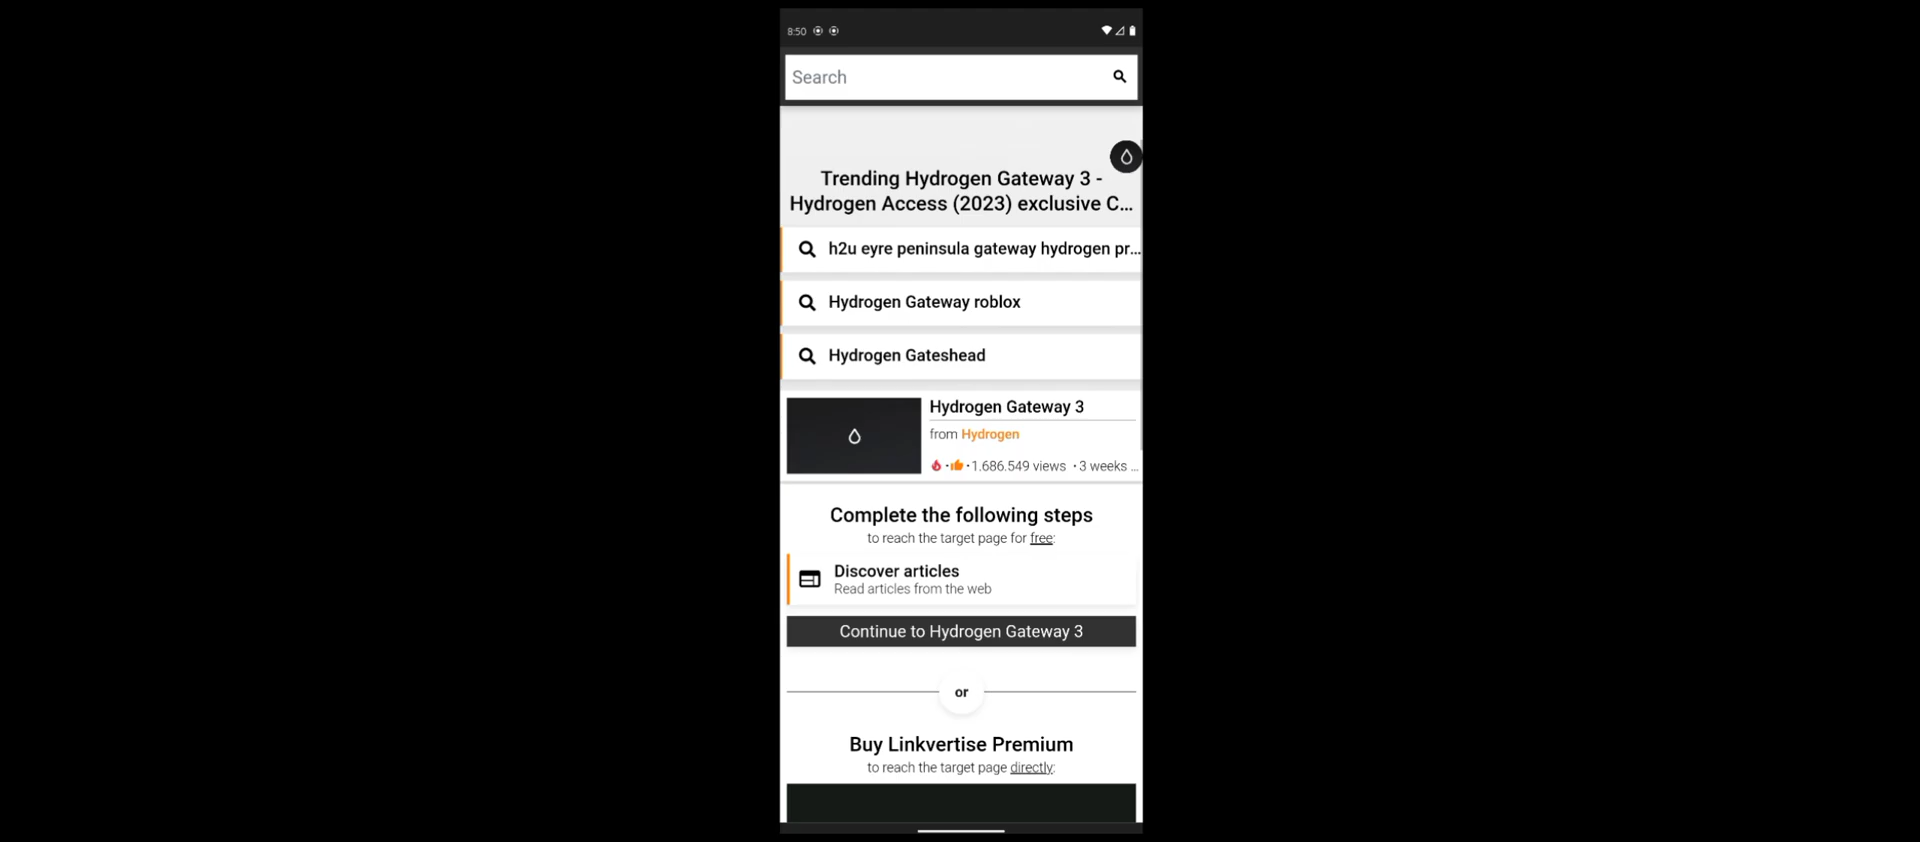 8:50
Search
Trending Hydrogen Gateway 3 -
Hydrogen Access (2023) exclusive C...
h2u eyre peninsula gateway hydrogen pr...
Hydrogen Gateway roblox
Hydrogen Gateshead
Hydrogen Gateway 3
from Hydrogen
• • 1.686.549 views • 3 weeks ...
Complete the following steps
to reach the target page for free:
Discover articles
Read articles from the web
Continue to Hydrogen Gateway 3
or
Buy Linkvertise Premium
to reach the target page directly: